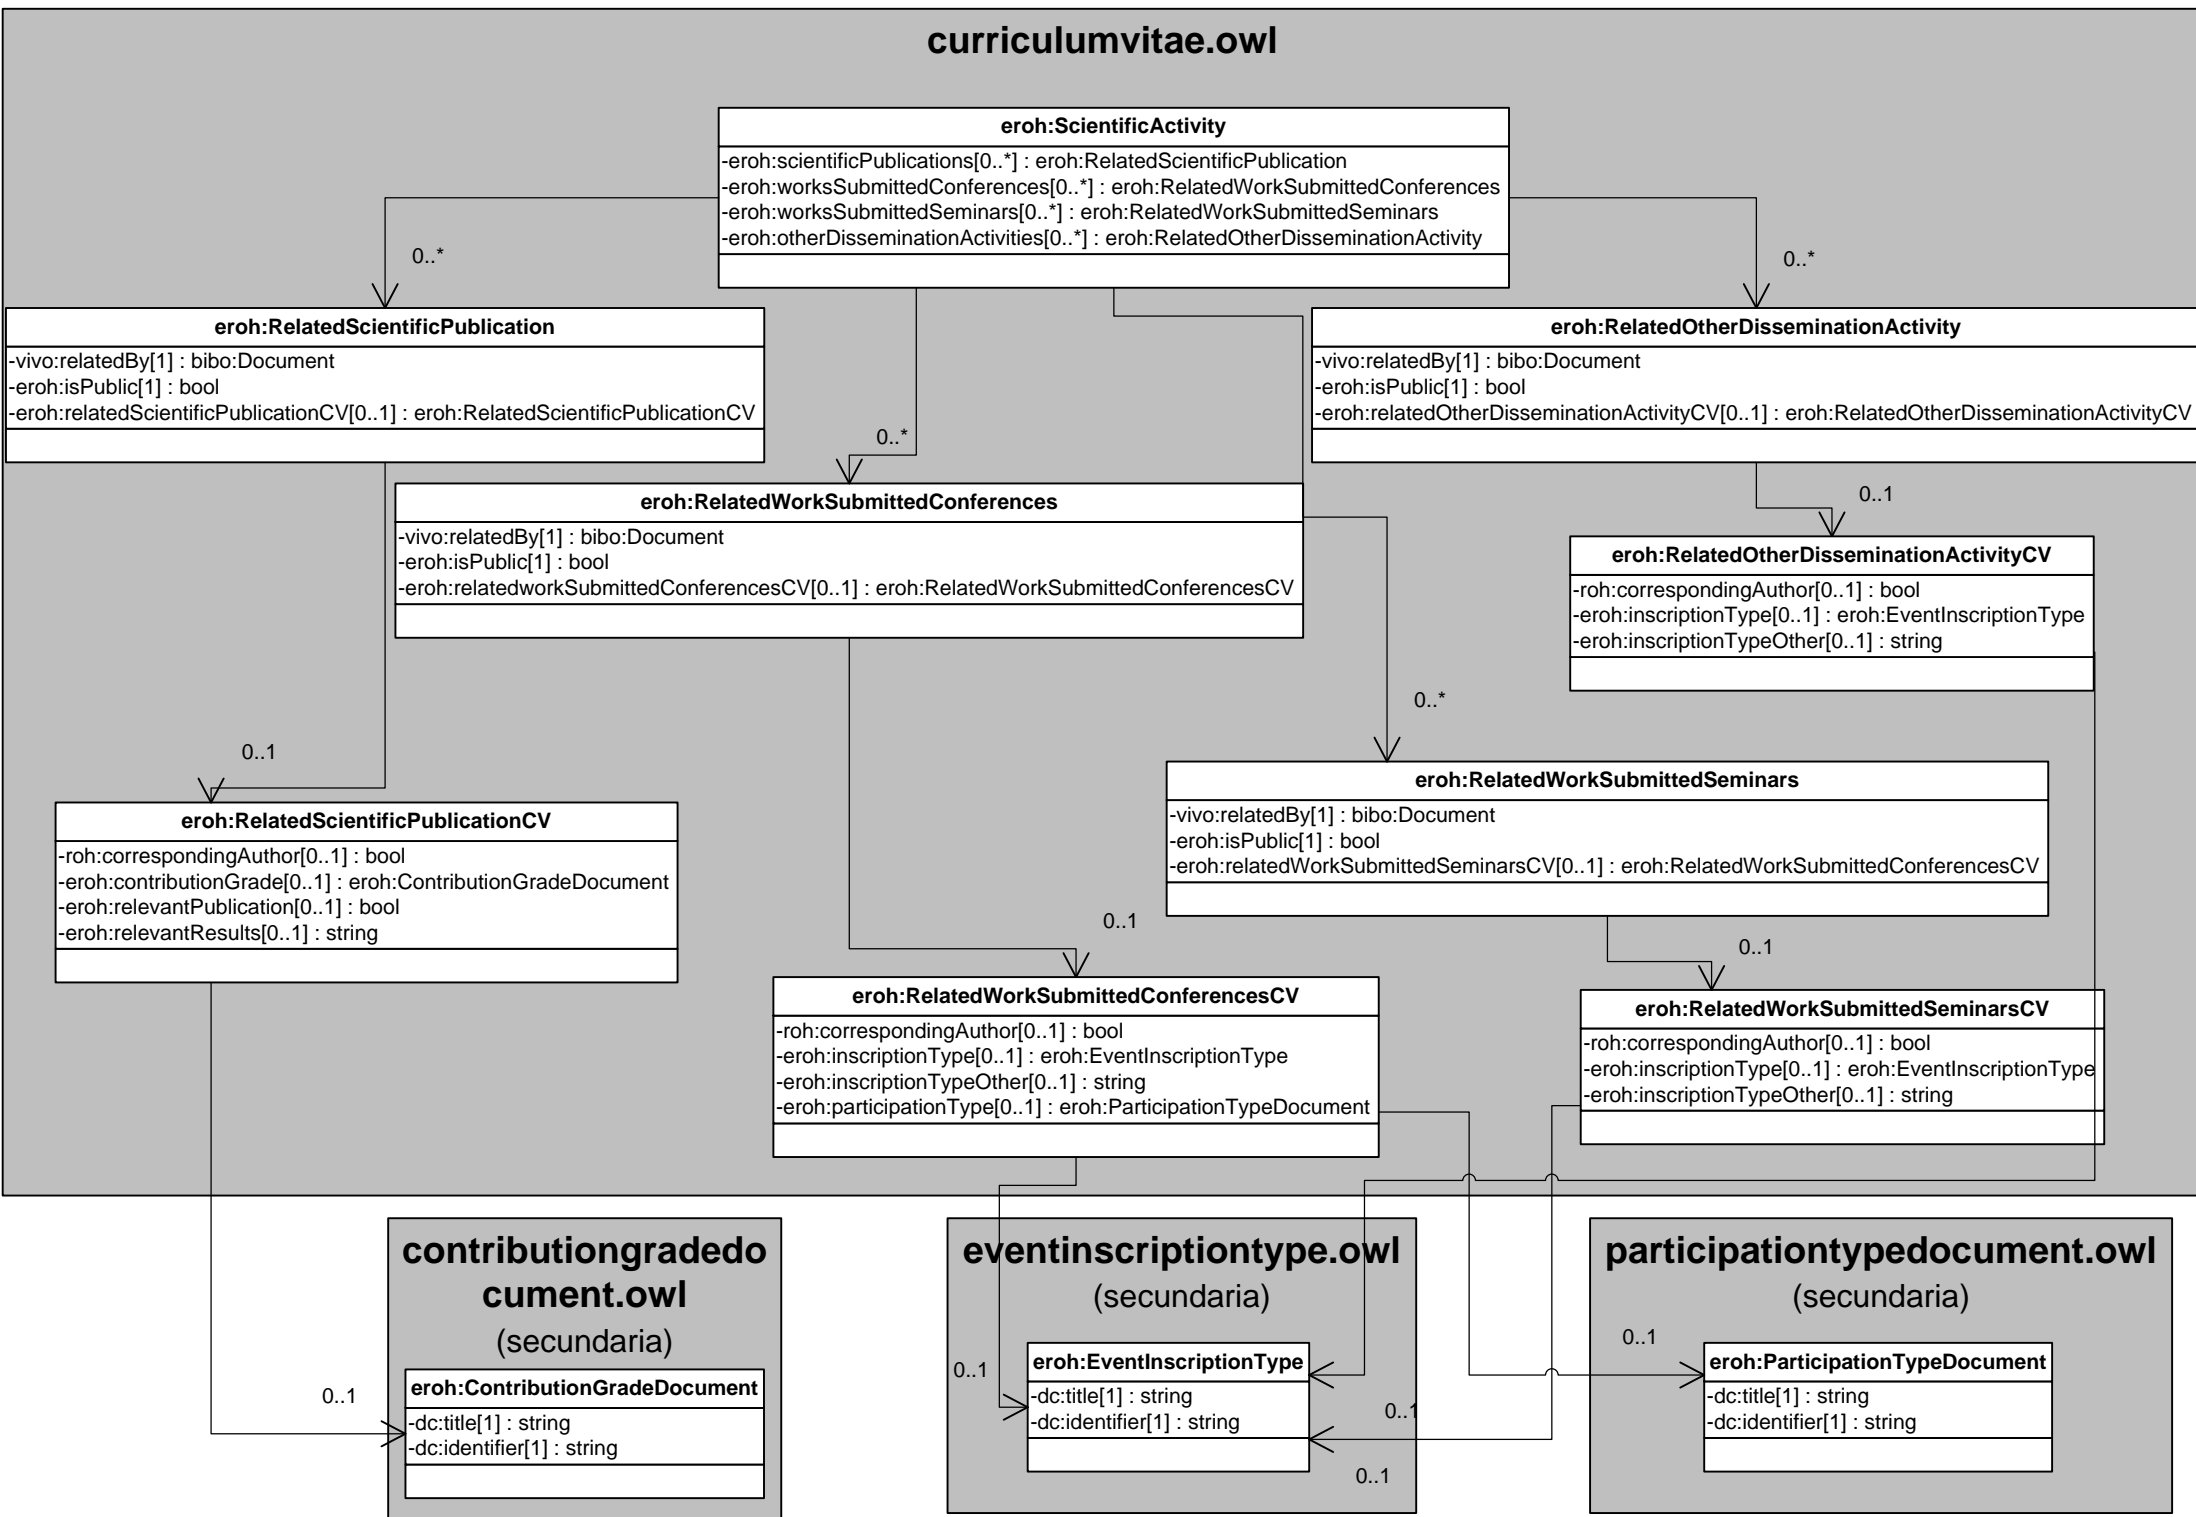 curriculumvitae.owl
eroh:ScientificActivity
-eroh:scientificPublications[0..*] : eroh:RelatedScientificPublication
-eroh:worksSubmittedConferences[0..*] : eroh:RelatedWorkSubmittedConferences
-eroh:worksSubmittedSeminars[0..*] : eroh:RelatedWorkSubmittedSeminars
-eroh:otherDisseminationActivities[0..*] : eroh:RelatedOtherDisseminationActivity
0..*
0..*
eroh:RelatedScientificPublication
-vivo:relatedBy[1] : bibo:Document
-eroh:isPublic[1] : bool
-eroh:relatedScientificPublicationCV[0..1] : eroh:RelatedScientificPublicationCV
eroh:RelatedOtherDisseminationActivity
-vivo:relatedBy[1] : bibo:Document
-eroh:isPublic[1] : bool
-eroh:relatedOtherDisseminationActivityCV[0..1] : eroh:RelatedOtherDisseminationActivityCV
0..*
eroh:RelatedWorkSubmittedConferences
-vivo:relatedBy[1] : bibo:Document
-eroh:isPublic[1] : bool
-eroh:relatedworkSubmittedConferencesCV[0..1] : eroh:RelatedWorkSubmittedConferencesCV
0..1
eroh:RelatedOtherDisseminationActivityCV
-roh:correspondingAuthor[0..1] : bool
-eroh:inscriptionType[0..1] : eroh:EventInscriptionType
-eroh:inscriptionTypeOther[0..1] : string
0..*
0..1
eroh:RelatedWorkSubmittedSeminars
-vivo:relatedBy[1] : bibo:Document
-eroh:isPublic[1] : bool
-eroh:relatedWorkSubmittedSeminarsCV[0..1] : eroh:RelatedWorkSubmittedConferencesCV
eroh:RelatedScientificPublicationCV
-roh:correspondingAuthor[0..1] : bool
-eroh:contributionGrade[0..1] : eroh:ContributionGradeDocument
-eroh:relevantPublication[0..1] : bool
-eroh:relevantResults[0..1] : string
0..1
0..1
eroh:RelatedWorkSubmittedConferencesCV
-roh:correspondingAuthor[0..1] : bool
-eroh:inscriptionType[0..1] : eroh:EventInscriptionType
-eroh:inscriptionTypeOther[0..1] : string
-eroh:participationType[0..1] : eroh:ParticipationTypeDocument
eroh:RelatedWorkSubmittedSeminarsCV
-roh:correspondingAuthor[0..1] : bool
-eroh:inscriptionType[0..1] : eroh:EventInscriptionType
-eroh:inscriptionTypeOther[0..1] : string
contributiongradedo
cument.owl
(secundaria)
0..1
eroh:ContributionGradeDocument
-dc:title[1] : string
-dc:identifier[1] : string
eventinscriptiontype.owl
(secundaria)
0..1
eroh:EventInscriptionType
-dc:title[1] : string
-dc:identifier[1] : string
0..1
0..1
participationtypedocument.owl
(secundaria)
0..1
eroh:ParticipationTypeDocument
-dc:title[1] : string
-dc:identifier[1] : string